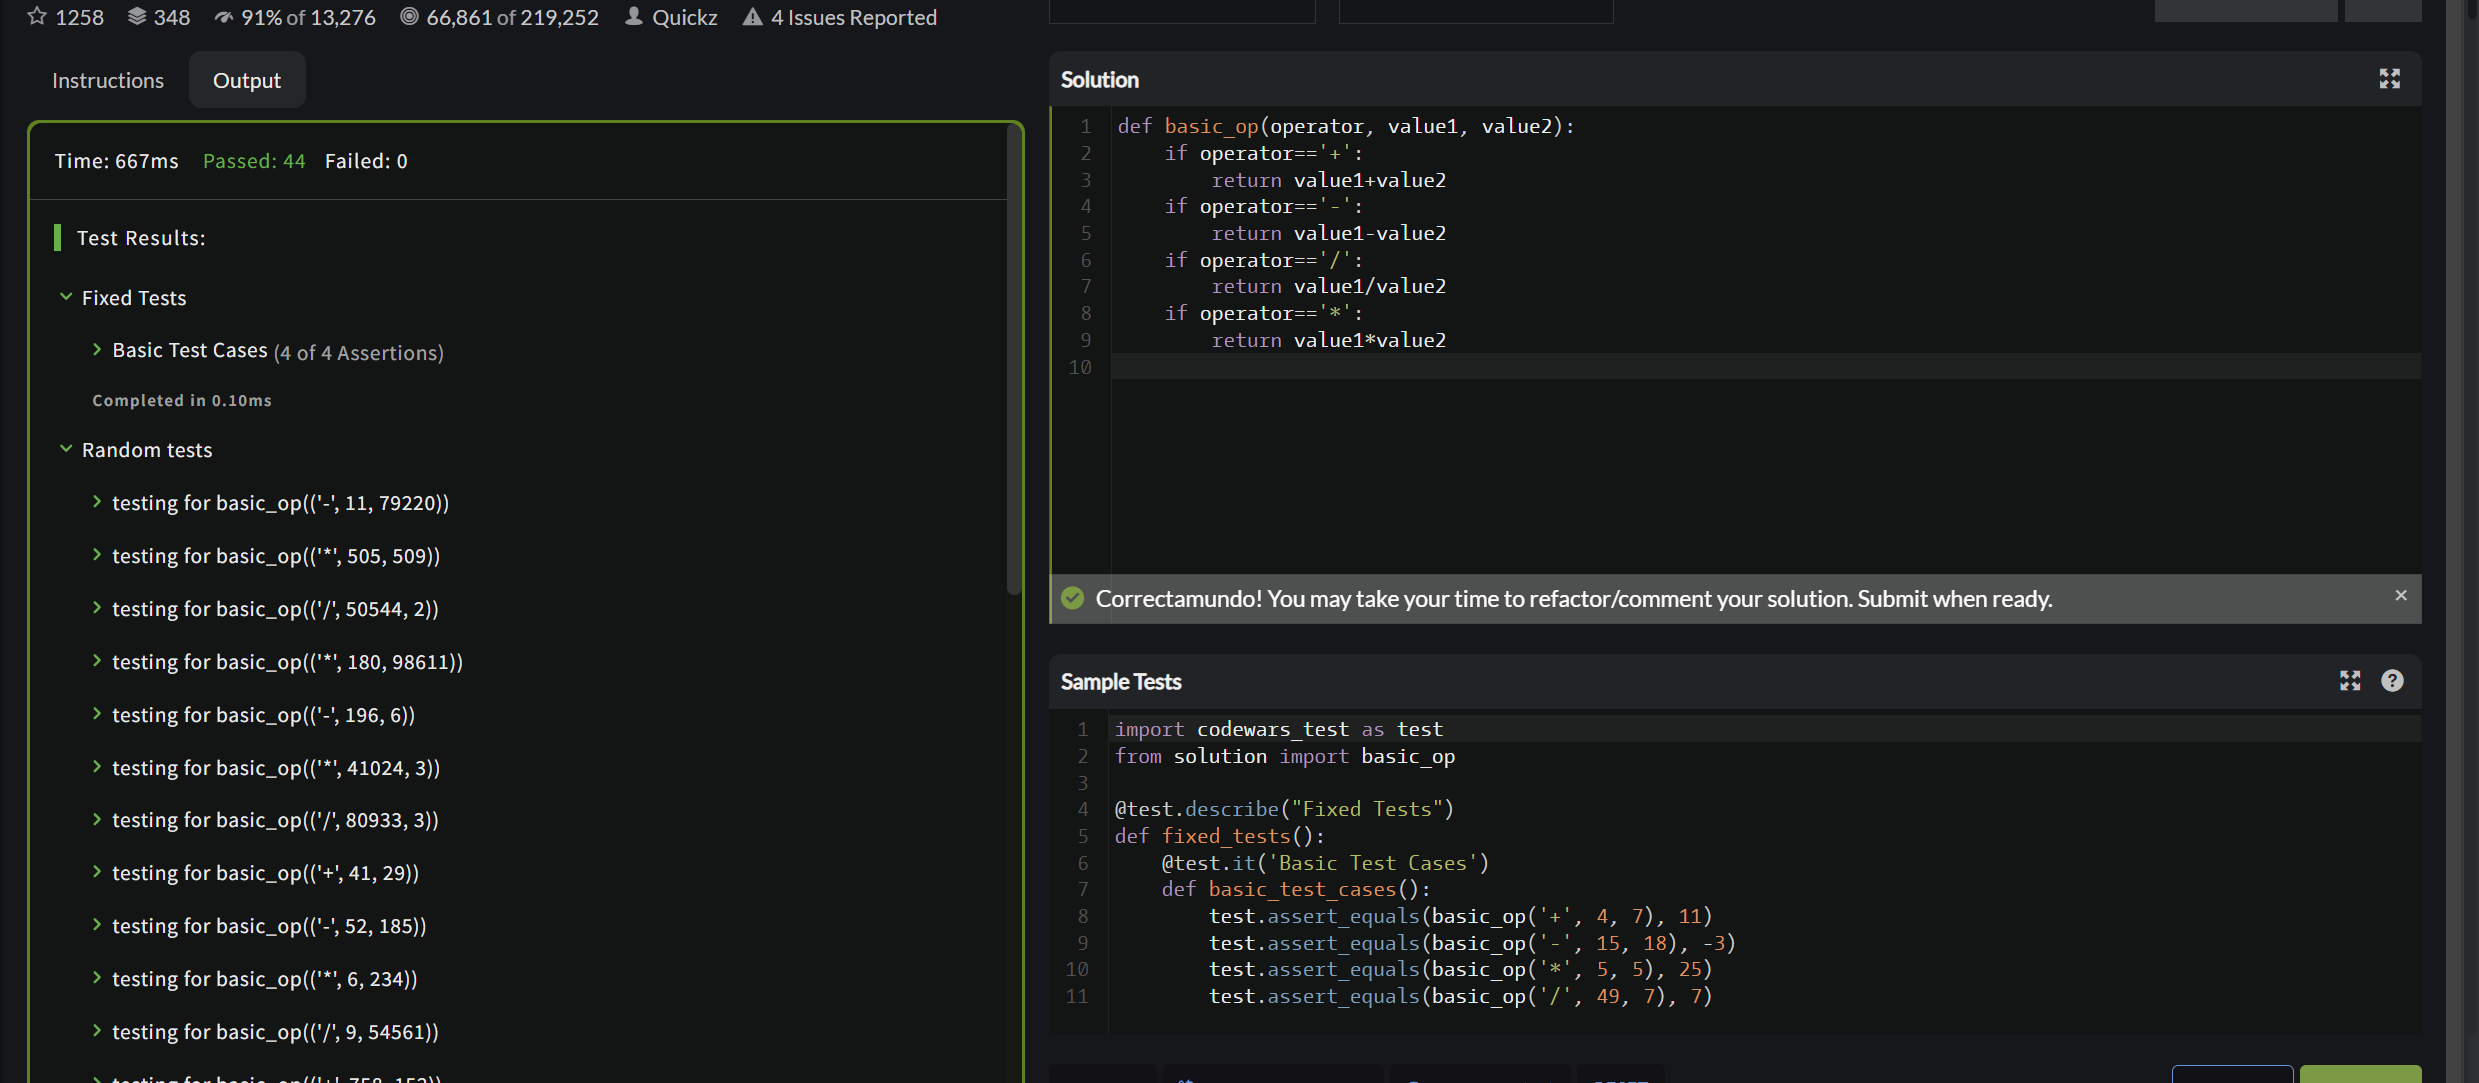 1258 348 91% of 13,276 66,861 of 219,252 Quickz 4 Issues Reported
Instructions Output
Time: 667ms Passed: 44 Failed: 0
Test Results:
Fixed Tests
Basic Test Cases (4 of 4 Assertions)
Completed in 0.10ms
Random tests
testing for basic_op(('-', 11, 79220))
testing for basic_op(('*', 505, 509))
testing for basic_op(('/', 50544, 2))
testing for basic_op(('*', 180, 98611))
testing for basic_op(('-', 196, 6))
testing for basic_op(('*', 41024, 3))
testing for basic_op(('/', 80933, 3))
testing for basic_op(('+', 41, 29))
testing for basic_op(('-', 52, 185))
testing for basic_op(('*', 6, 234))
testing for basic_op(('/', 9, 54561))
Solution
1 def basic_op(operator, value1, value2):
2     if operator=='+':
3         return value1+value2
4     if operator=='-':
5         return value1-value2
6     if operator=='/':
7         return value1/value2
8     if operator=='*':
9         return value1*value2
10
Correctamundo! You may take your time to refactor/comment your solution. Submit when ready.
Sample Tests
1 import codewars_test as test
2 from solution import basic_op
3
4 @test.describe("Fixed Tests")
5 def fixed_tests():
6     @test.it('Basic Test Cases')
7     def basic_test_cases():
8         test.assert_equals(basic_op('+', 4, 7), 11)
9         test.assert_equals(basic_op('-', 15, 18), -3)
10         test.assert_equals(basic_op('*', 5, 5), 25)
11         test.assert_equals(basic_op('/', 49, 7), 7)